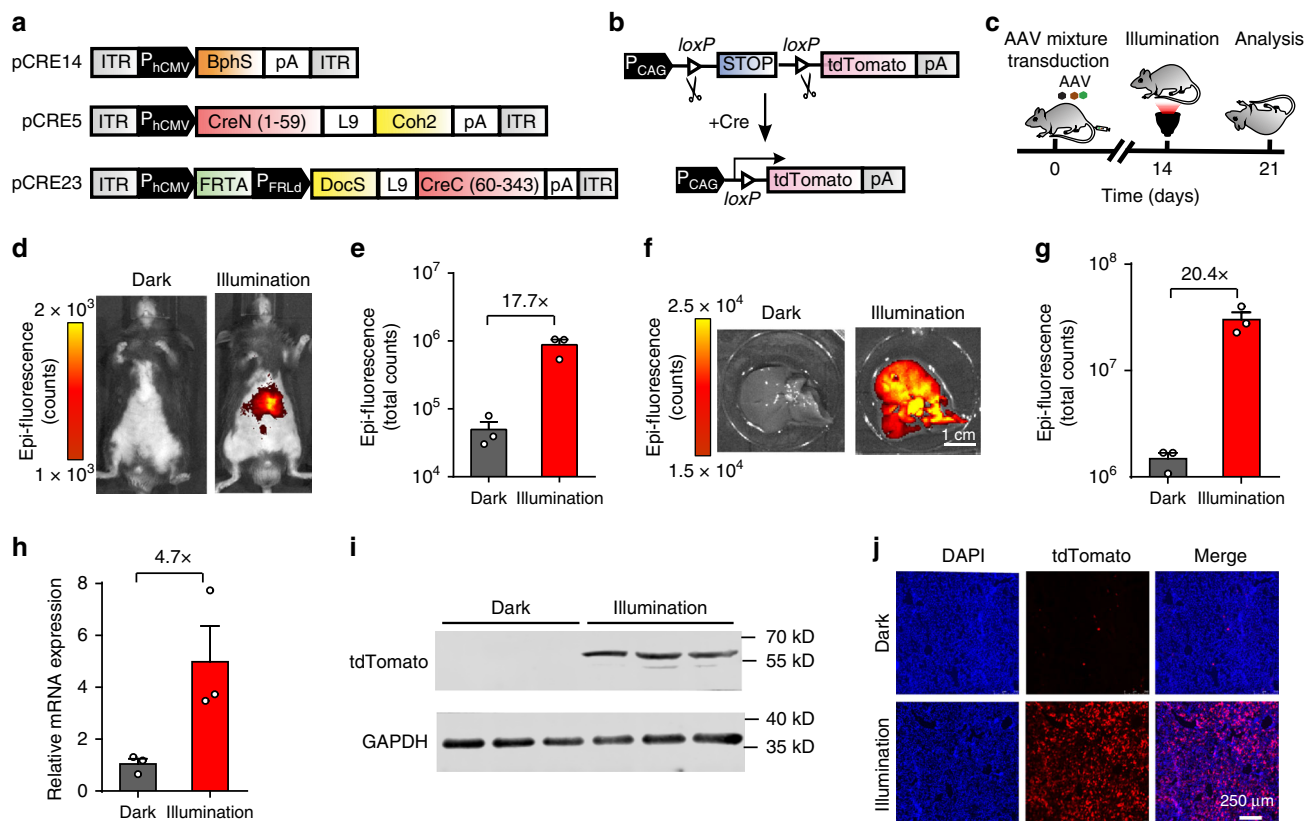 a
pCRE14 ITR PhCMV BphS pA ITR
pCRE5 ITR PhCMV CreN (1-59) L9 Coh2 pA ITR
pCRE23 ITR PhCMV FRTA PFRLd DocS L9 CreC (60-343) pA ITR
b
loxP loxP
PCAG STOP tdTomato pA
+Cre
PCAG tdTomato pA
loxP
c
AAV mixture transduction
Illumination
Analysis
AAV
0 14 21
Time (days)
d
Dark Illumination
2 × 10³
Epi-fluorescence
(counts)
1 × 10³
e
Epi-fluorescence
(total counts)
10⁷
10⁶
10⁵
10⁴
17.7×
Dark Illumination
f
2.5 × 10⁴
Epi-fluorescence
(counts)
1.5 × 10⁴
Dark Illumination
1 cm
g
Epi-fluorescence
(total counts)
10⁸
10⁷
10⁶
20.4×
Dark Illumination
h
Relative mRNA expression
8
6
4
2
0
4.7×
Dark Illumination
i
Dark Illumination
tdTomato
70 kD
55 kD
GAPDH
40 kD
35 kD
j
DAPI tdTomato Merge
Dark
Illumination
250 µm